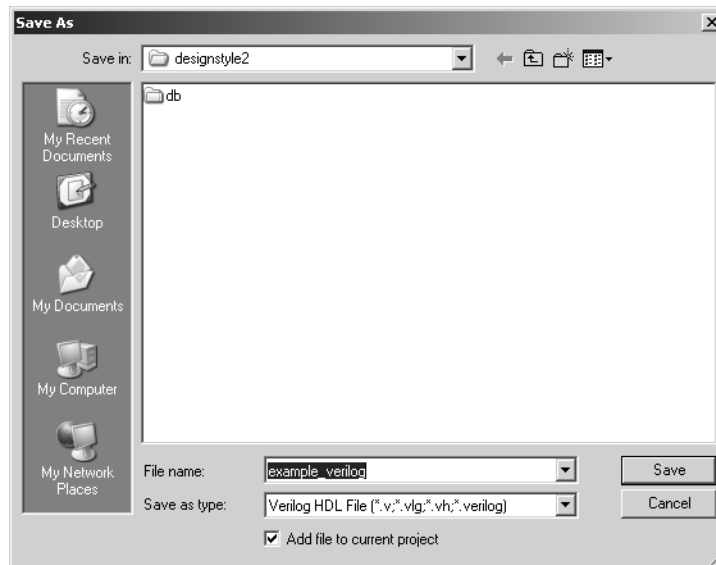 Save As
Save in:
designstyle2
db
My Recent
Documents
Desktop
My Documents
My Computer
My Network
Places
File name:
example_verilog
Save
Save as type:
Verilog HDL File (*.v;*.vlg;*.vh;*.verilog)
Cancel
Add file to current project